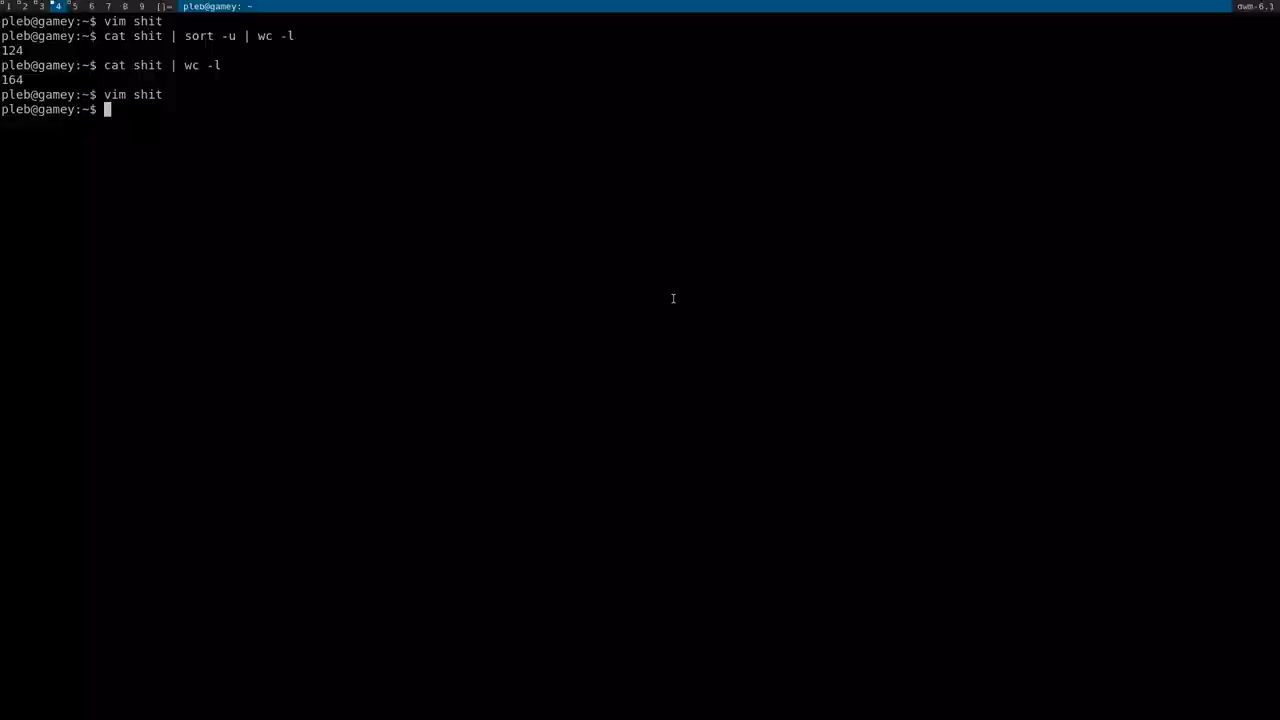 1 2 3 4 5 6 7 8 9 []= pleb@gamey: ~ dwm-6.1
pleb@gamey:~$ vim shit
pleb@gamey:~$ cat shit | sort -u | wc -l
124
pleb@gamey:~$ cat shit | wc -l
164
pleb@gamey:~$ vim shit
pleb@gamey:~$